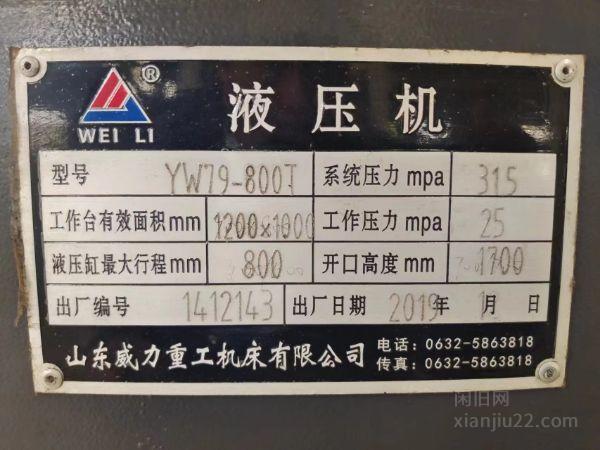 ®
WEI LI
液压机
型号 YW79-800T 系统压力 mpa 315
工作台有效面积mm 1200x1000 工作压力 mpa 25
液压缸最大行程mm 800 开口高度 mm 1700
出厂编号 1412143 出厂日期 2019年 月 日
山东威力重工机床有限公司
电话：0632-5863818
传真：0632-5863818
闲旧网
xianjiu22.com